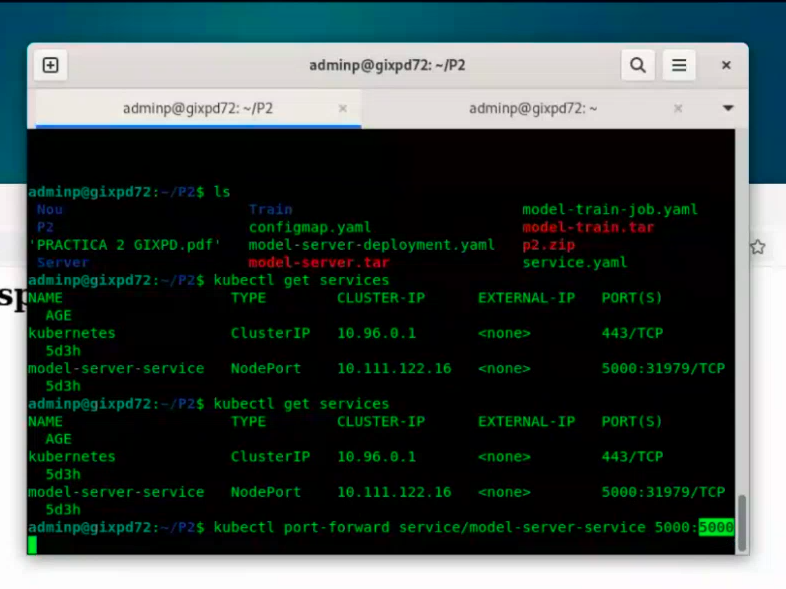 adminp@gixpd72: ~/P2
adminp@gixpd72: ~/P2
adminp@gixpd72: ~
adminp@gixpd72:~/P2$ ls
Nou Train model-train-job.yaml
P2 configmap.yaml model-train.tar
'PRACTICA 2 GIXPD.pdf' model-server-deployment.yaml p2.zip
Server model-server.tar service.yaml
adminp@gixpd72:~/P2$ kubectl get services
NAME TYPE CLUSTER-IP EXTERNAL-IP PORT(S)
AGE
kubernetes ClusterIP 10.96.0.1 <none> 443/TCP
5d3h
model-server-service NodePort 10.111.122.16 <none> 5000:31979/TCP
5d3h
adminp@gixpd72:~/P2$ kubectl get services
NAME TYPE CLUSTER-IP EXTERNAL-IP PORT(S)
AGE
kubernetes ClusterIP 10.96.0.1 <none> 443/TCP
5d3h
model-server-service NodePort 10.111.122.16 <none> 5000:31979/TCP
5d3h
adminp@gixpd72:~/P2$ kubectl port-forward service/model-server-service 5000:5000
sp